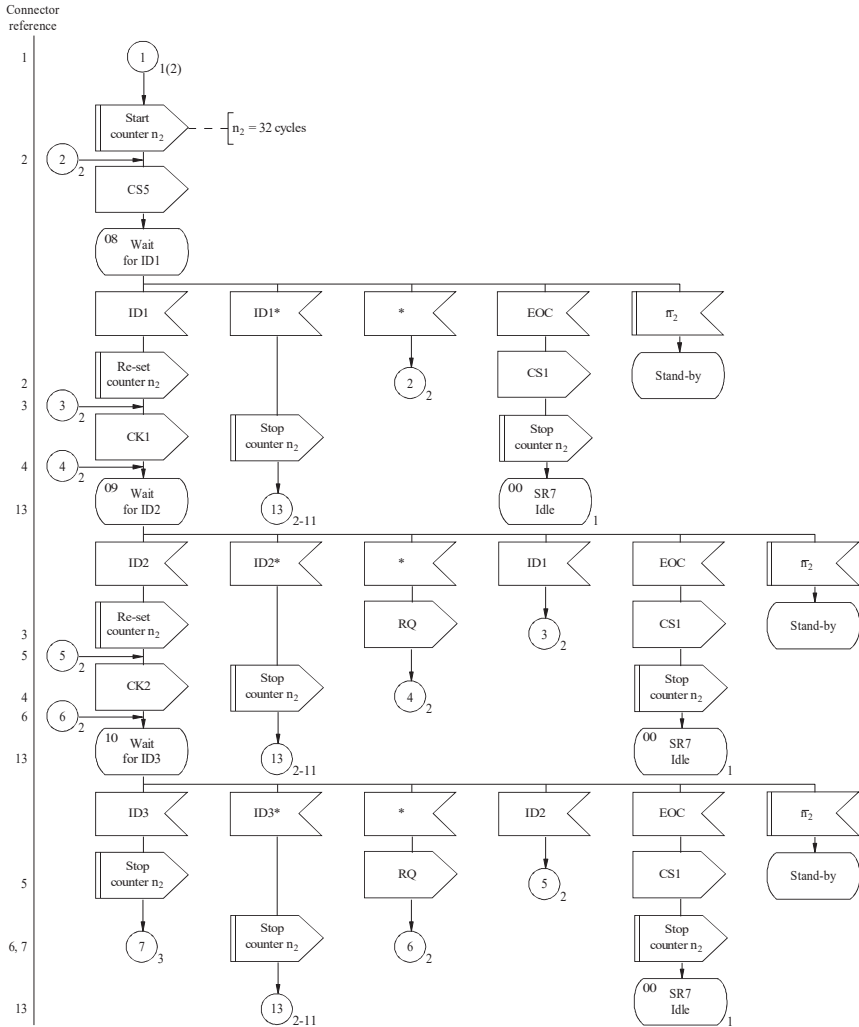 Connector
reference
1
1
1(2)
Start
counter n2
n2 = 32 cycles
2
2
2
CS5
08
Wait
for ID1
ID1
ID1*
*
EOC
n2
Re-set
counter n2
2
2
CS1
Stand-by
2
3
3
2
CK1
Stop
counter n2
Stop
counter n2
4
4
2
09
Wait
for ID2
13
2-11
00
SR7
Idle
1
13
ID2
ID2*
*
ID1
EOC
n2
Re-set
counter n2
RQ
3
2
CS1
Stand-by
3
5
5
2
CK2
Stop
counter n2
4
2
Stop
counter n2
4
6
6
2
10
Wait
for ID3
13
2-11
00
SR7
Idle
1
13
ID3
ID3*
*
ID2
EOC
n2
Stop
counter n2
RQ
5
2
CS1
Stand-by
5
7
3
Stop
counter n2
6
2
Stop
counter n2
6, 7
13
2-11
00
SR7
Idle
1
13